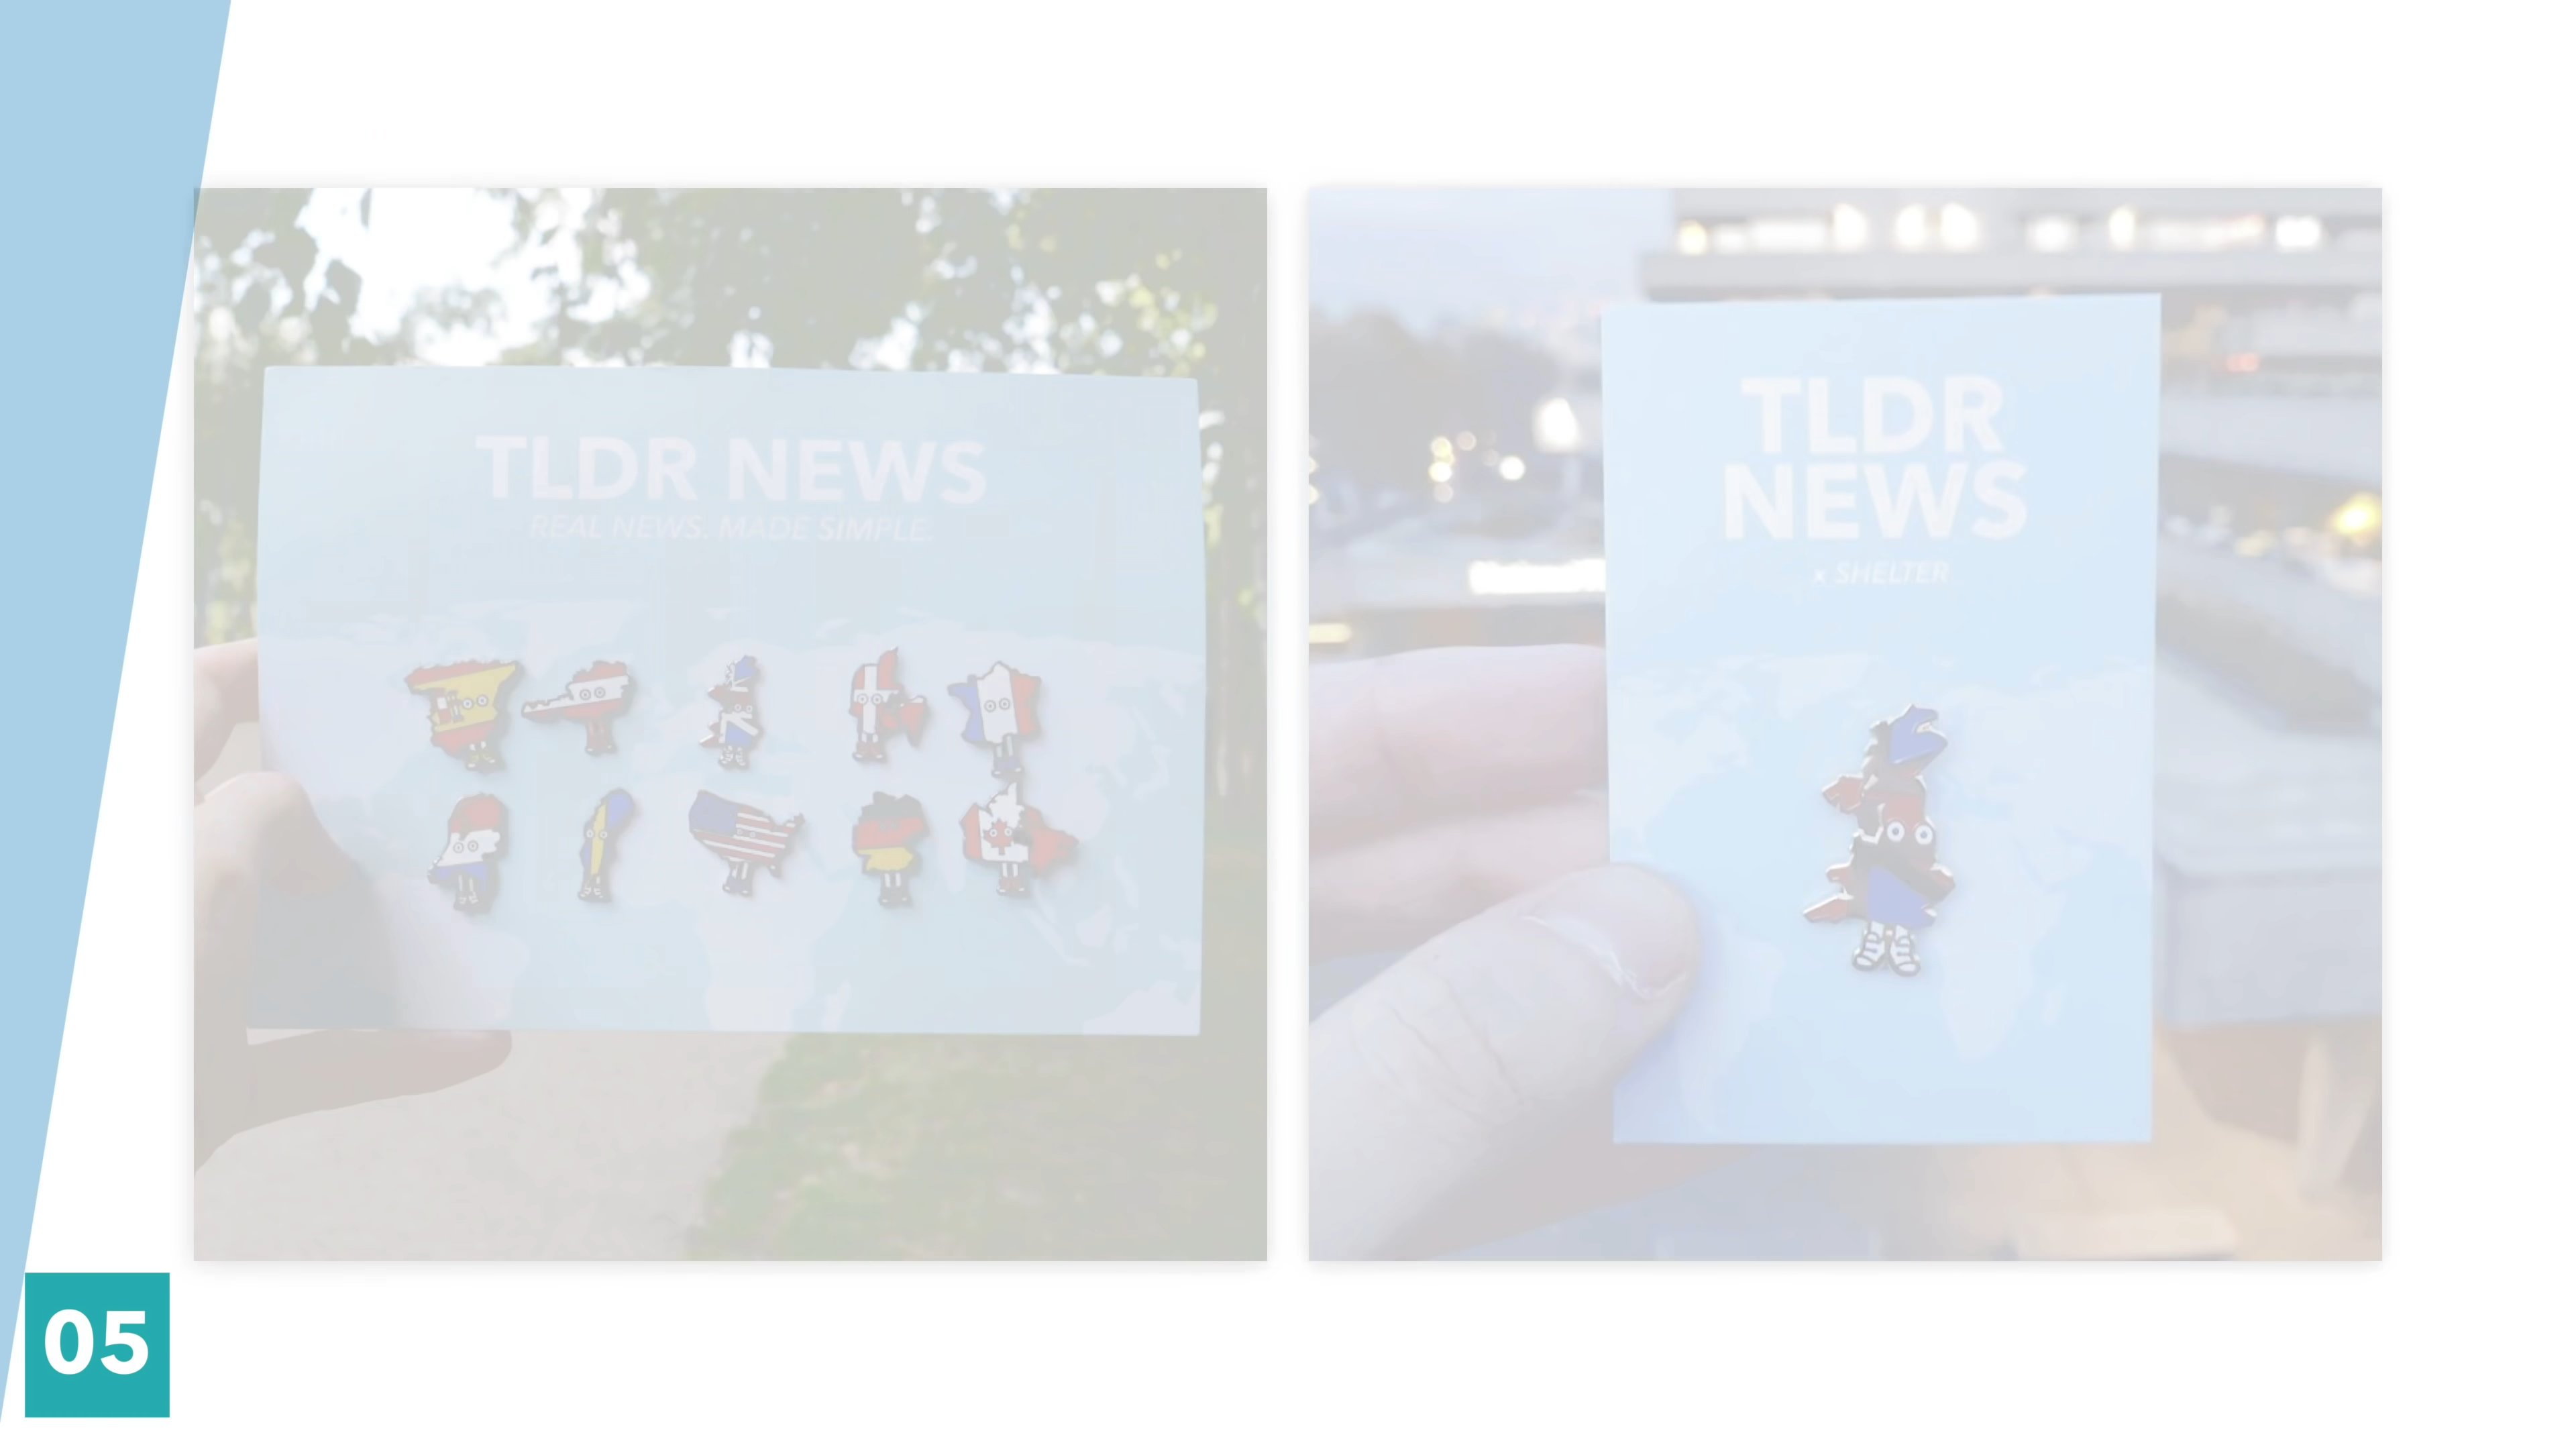 TLDR NEWS
REAL NEWS. MADE SIMPLE.
TLDR
NEWS
x SHELTER
05